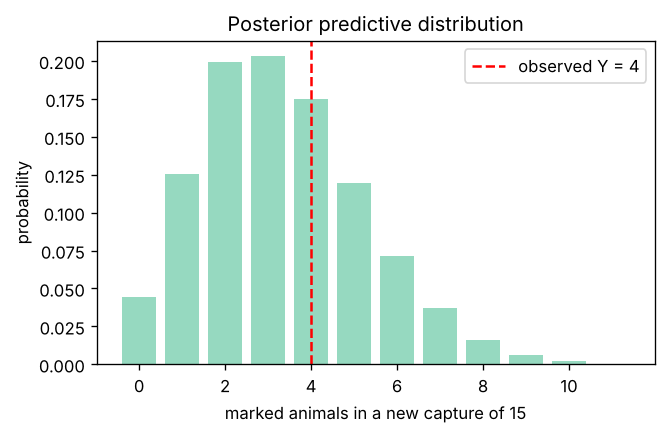 Posterior predictive distribution
observed Y = 4
probability
0.200
0.175
0.150
0.125
0.100
0.075
0.050
0.025
0.000
0 2 4 6 8 10
marked animals in a new capture of 15